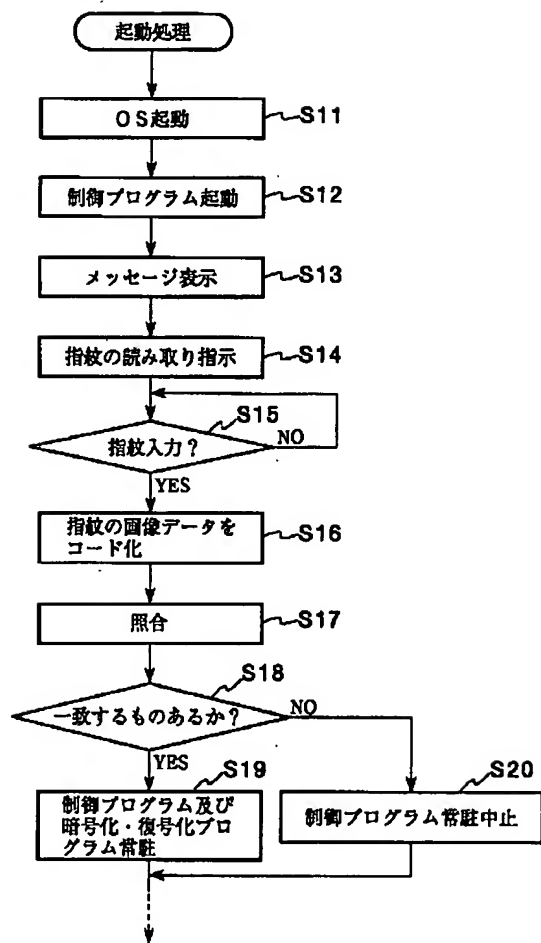 起動処理
OS起動
S11
制御プログラム起動
S12
メッセージ表示
S13
指紋の読み取り指示
S14
S15
指紋入力?
NO
YES
指紋の画像データを
コード化
S16
照合
S17
S18
一致するものあるか?
NO
YES
S19
制御プログラム及び
暗号化・復号化プロ
グラム常駐
S20
制御プログラム常駐中止